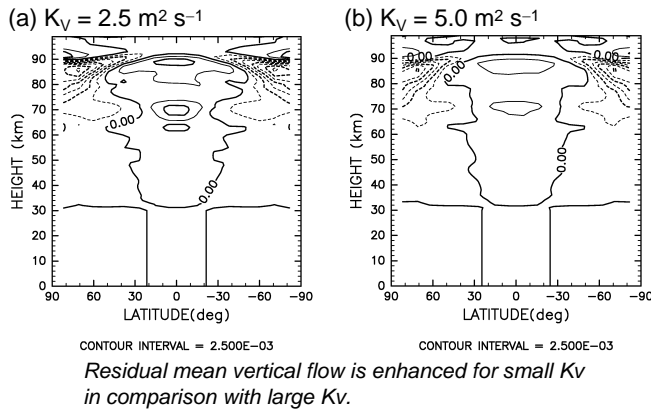 (a) K_V = 2.5 m² s⁻¹
(b) K_V = 5.0 m² s⁻¹
HEIGHT (km)
90
80
70
60
50
40
30
20
10
0
0.00
0.00
90 60 30 0 -30 -60 -90
LATITUDE(deg)
CONTOUR INTERVAL = 2.500E-03
HEIGHT (km)
90
80
70
60
50
40
30
20
10
0
0.00
0.00
0.00
0.00
90 60 30 0 -30 -60 -90
LATITUDE(deg)
CONTOUR INTERVAL = 2.500E-03
Residual mean vertical flow is enhanced for small Kv
in comparison with large Kv.